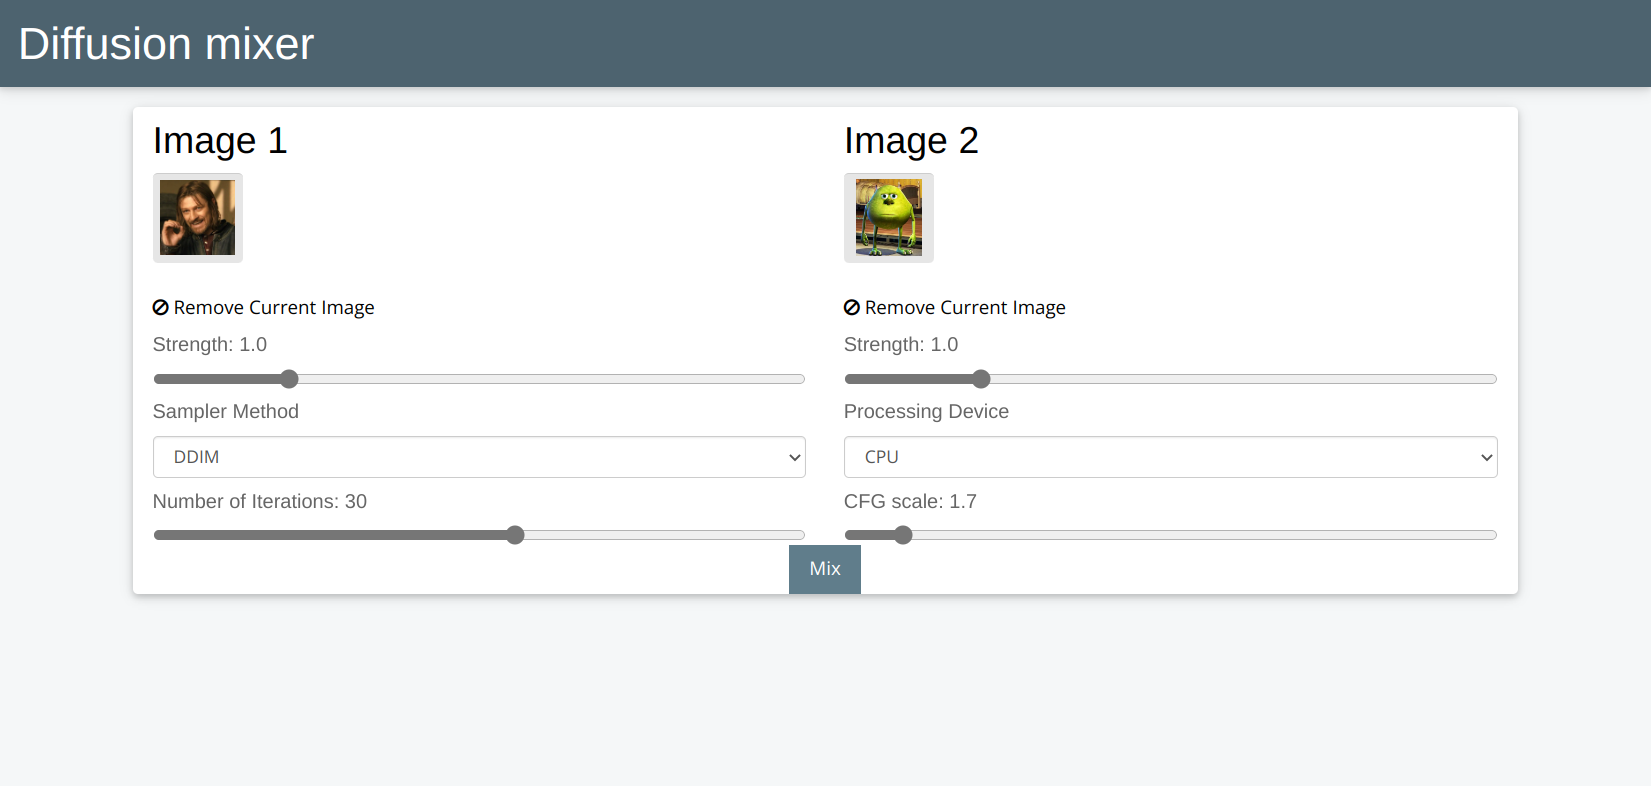 Diffusion mixer
Image 1
Image 2
Remove Current Image
Remove Current Image
Strength: 1.0
Strength: 1.0
Sampler Method
Processing Device
DDIM
CPU
Number of Iterations: 30
CFG scale: 1.7
Mix